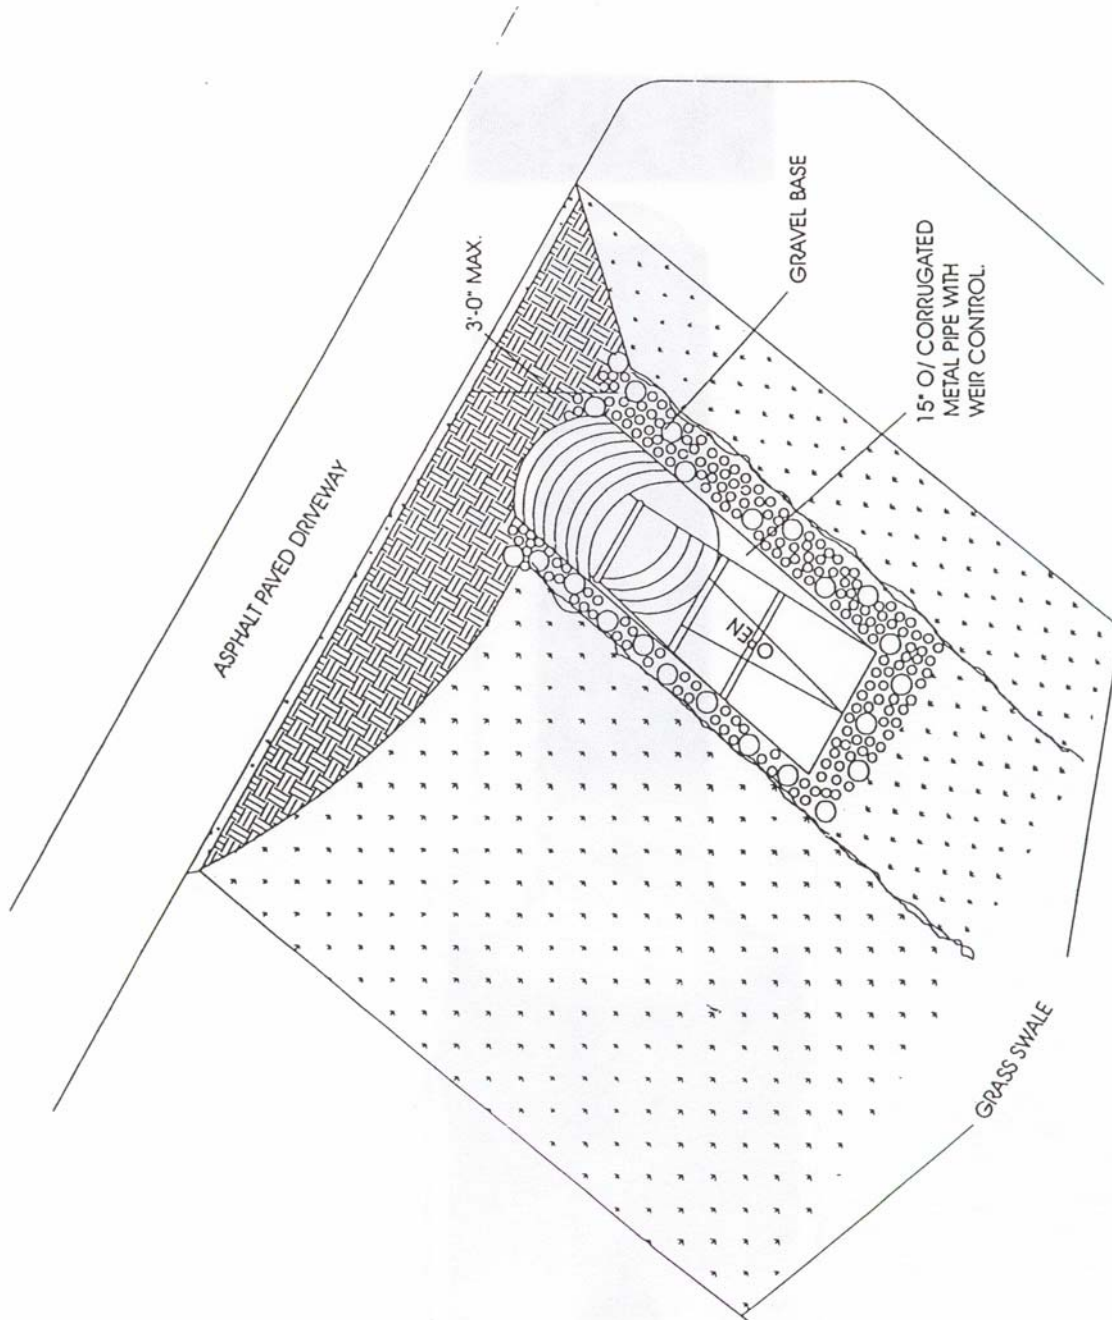 ASPHALT PAVED DRIVEWAY
3'-0" MAX.
GRAVEL BASE
15" O/ CORRUGATED
METAL PIPE WITH
WEIR CONTROL.
OPEN
GRASS SWALE